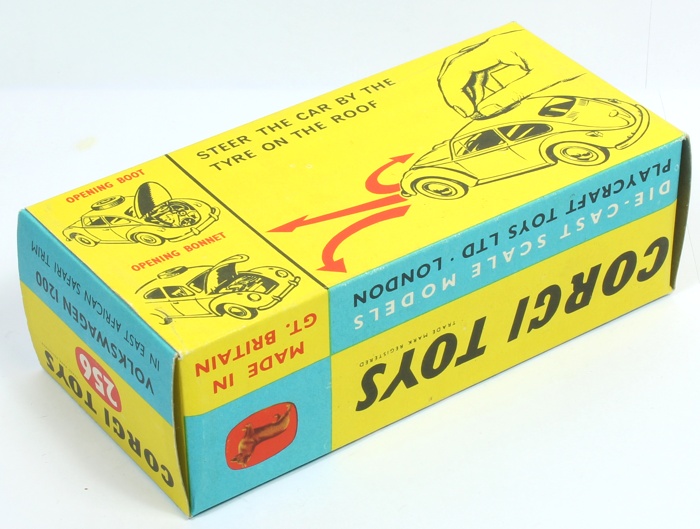 STEER THE CAR BY THE
TYRE ON THE ROOF
OPENING BOOT
OPENING BONNET
VOLKSWAGEN 1200
IN EAST AFRICAN SAFARI TRIM
256
CORGI TOYS
MADE IN
GT. BRITAIN
CORGI TOYS
TRADE MARK REGISTERED
DIE-CAST SCALE MODELS
PLAYCRAFT TOYS LTD · LONDON